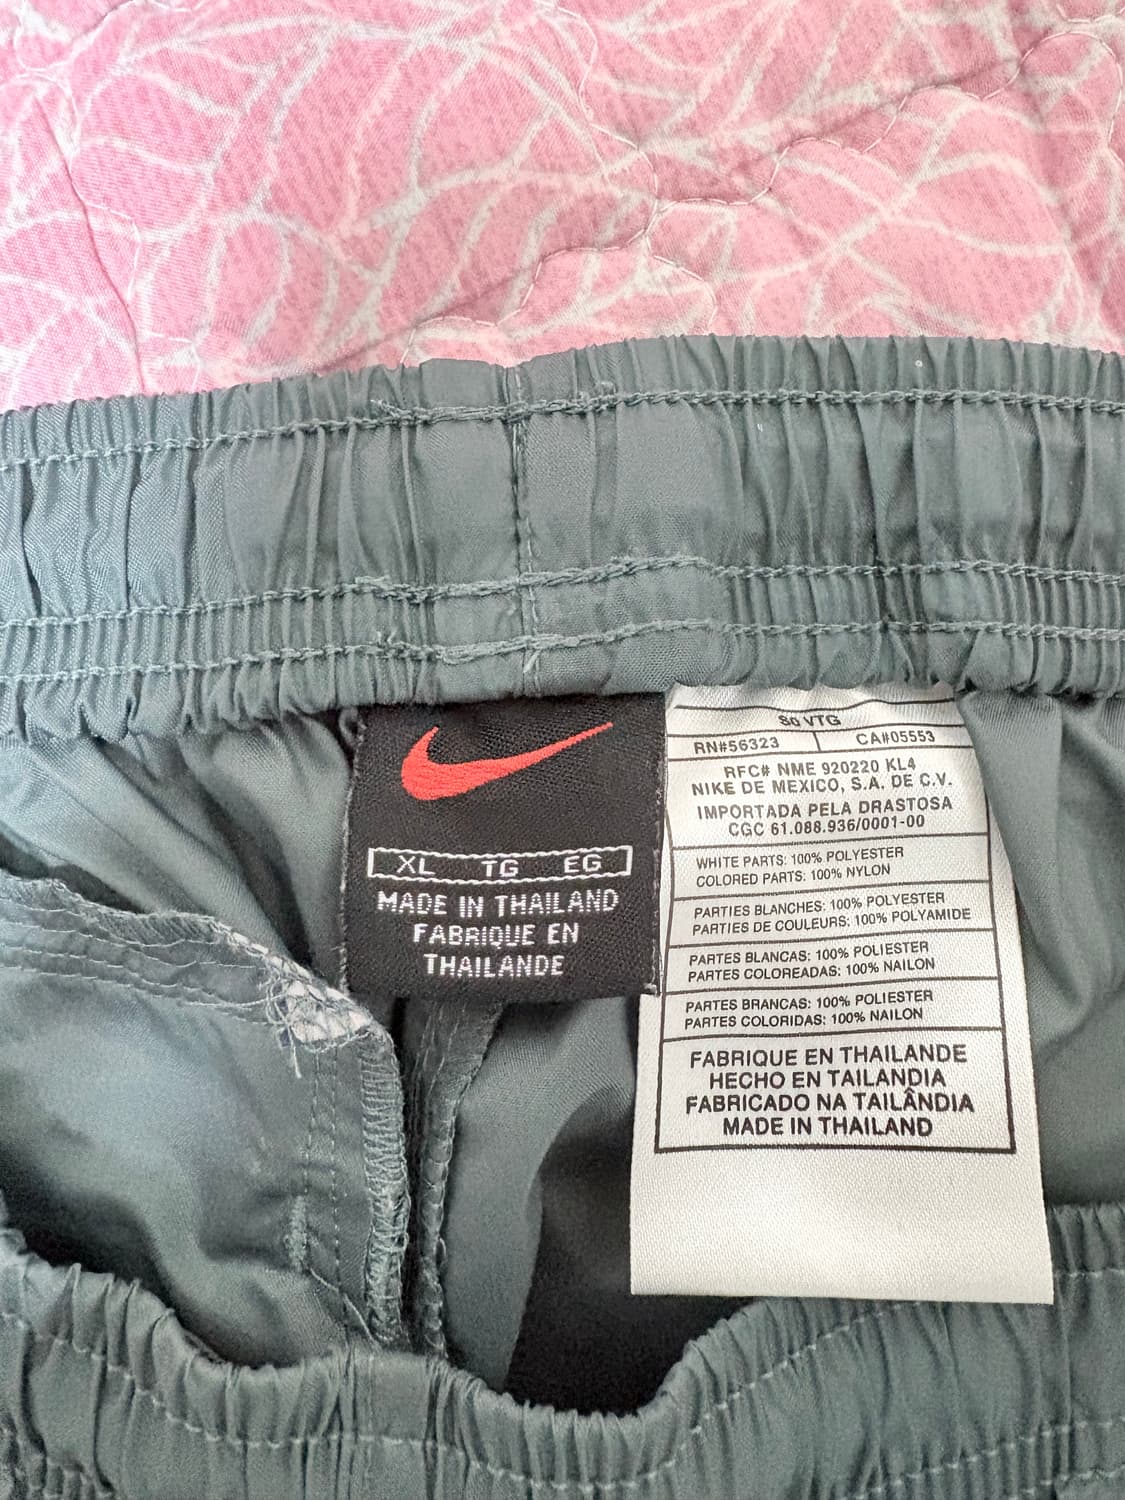 XL TG EG
MADE IN THAILAND
FABRIQUE EN
THAILANDE
80 VTG
RN#56323 CA#05553
RFC# NME 920220 KL4
NIKE DE MEXICO, S.A. DE C.V.
IMPORTADA PELA DRASTOSA
CGC 61.088.936/0001-00
WHITE PARTS: 100% POLYESTER
COLORED PARTS: 100% NYLON
PARTIES BLANCHES: 100% POLYESTER
PARTIES DE COULEURS: 100% POLYAMIDE
PARTES BLANCAS: 100% POLIESTER
PARTES COLOREADAS: 100% NAILON
PARTES BRANCAS: 100% POLIESTER
PARTES COLORIDAS: 100% NAILON
FABRIQUE EN THAILANDE
HECHO EN TAILANDIA
FABRICADO NA TAILÂNDIA
MADE IN THAILAND